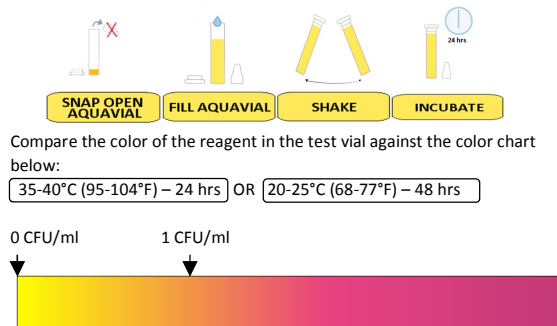 24 hrs
SNAP OPEN
AQUAVIAL
FILL AQUAVIAL
SHAKE
INCUBATE
Compare the color of the reagent in the test vial against the color chart
below:
35-40°C (95-104°F) – 24 hrs OR 20-25°C (68-77°F) – 48 hrs
0 CFU/ml 1 CFU/ml